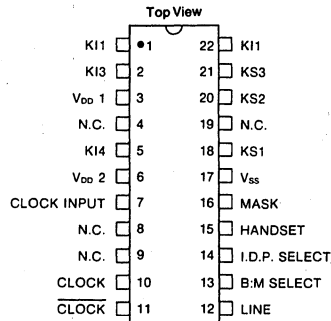 Top View
KI1 1 22 KI1
KI3 2 21 KS3
VDD 1 3 20 KS2
N.C. 4 19 N.C.
KI4 5 18 KS1
VDD 2 6 17 VSS
CLOCK INPUT 7 16 MASK
N.C. 8 15 HANDSET
N.C. 9 14 I.D.P. SELECT
CLOCK 10 13 B:M SELECT
CLOCK 11 12 LINE